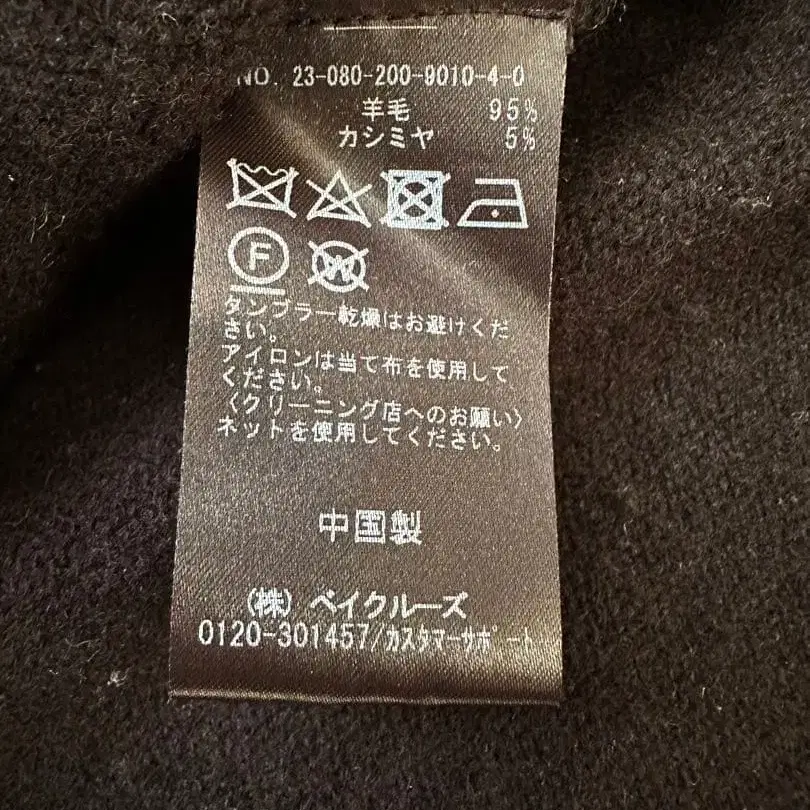 NO. 23-080-200-9010-4-0
羊毛 95%
カシミヤ 5%
F W
タンブラー乾燥はお避けくだ
さい。
アイロンは当て布を使用して
ください。
〈クリーニング店へのお願い〉
ネットを使用してください。
中国製
(株) ベイクルーズ
0120-301457/カスタマーサポート